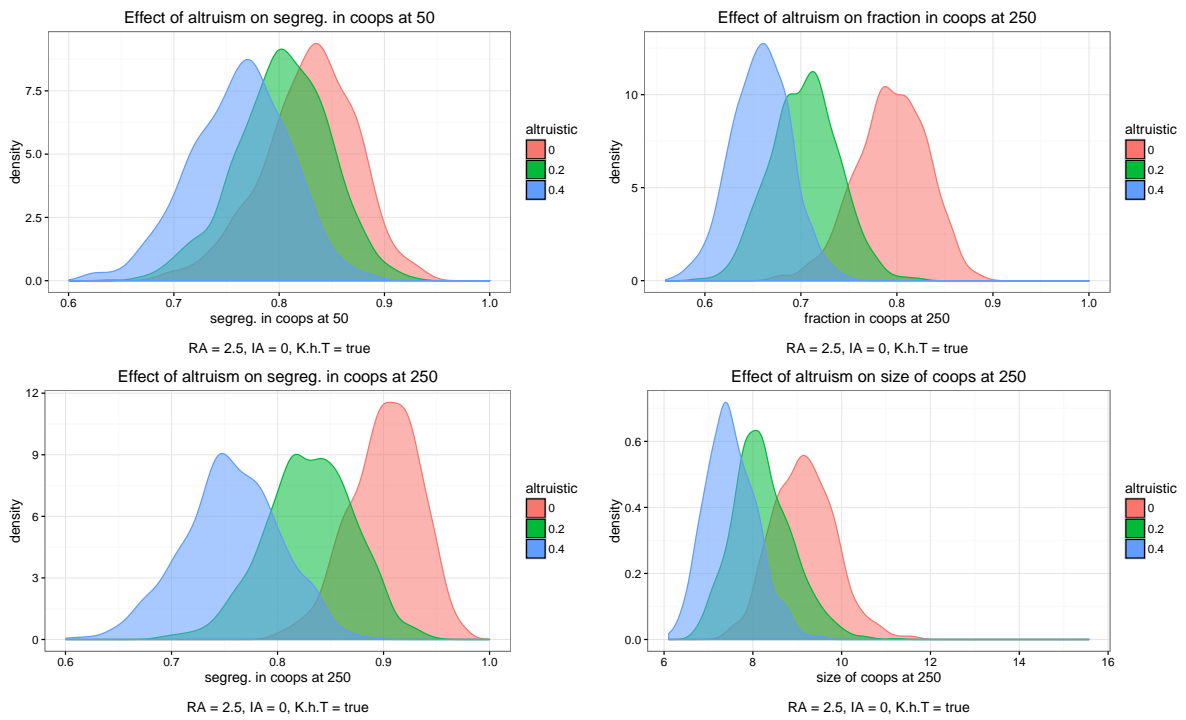 Effect of altruism on segreg. in coops at 50
density
7.5
5.0
2.5
0.0
0.6 0.7 0.8 0.9 1.0
segreg. in coops at 50
altruistic
0
0.2
0.4
RA = 2.5, IA = 0, K.h.T = true
Effect of altruism on fraction in coops at 250
density
10
5
0
0.6 0.7 0.8 0.9 1.0
fraction in coops at 250
altruistic
0
0.2
0.4
RA = 2.5, IA = 0, K.h.T = true
Effect of altruism on segreg. in coops at 250
density
12
9
6
3
0
0.6 0.7 0.8 0.9 1.0
segreg. in coops at 250
altruistic
0
0.2
0.4
RA = 2.5, IA = 0, K.h.T = true
Effect of altruism on size of coops at 250
density
0.6
0.4
0.2
0.0
6 8 10 12 14 16
size of coops at 250
altruistic
0
0.2
0.4
RA = 2.5, IA = 0, K.h.T = true